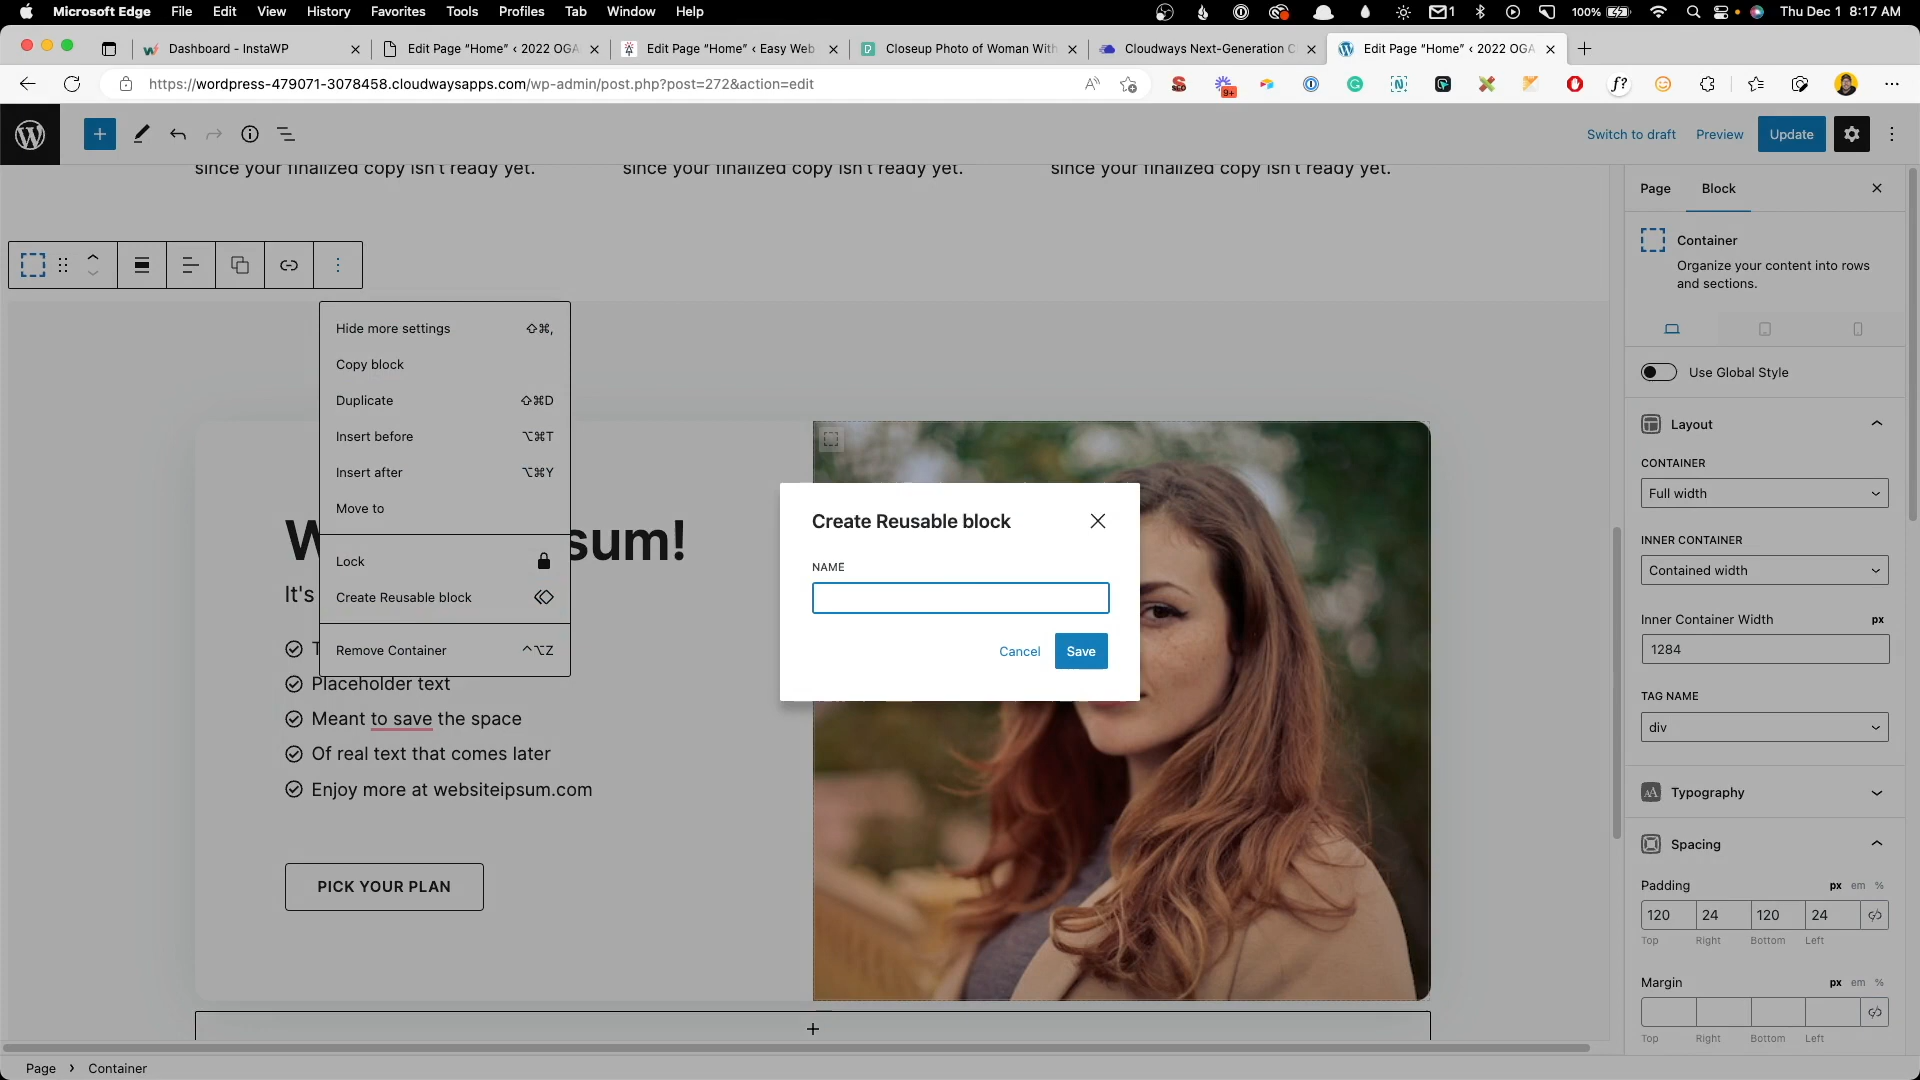 Microsoft Edge File Edit View History Favorites Tools Profiles Tab Window Help 1 100% Thu Dec 1 8:17 AM
Dashboard - InstaWP
Edit Page “Home” ‹ 2022 OGA
Edit Page “Home” ‹ Easy Web
Closeup Photo of Woman With
Cloudways Next-Generation C
Edit Page “Home” ‹ 2022 OGA
https://wordpress-479071-3078458.cloudwaysapps.com/wp-admin/post.php?post=272&action=edit
9+
f?
Switch to draft Preview Update
since your finalized copy isn't ready yet.
since your finalized copy isn't ready yet.
since your finalized copy isn't ready yet.
Hide more settings ⇧⌘,
Copy block
Duplicate ⇧⌘D
Insert before ⌥⌘T
Insert after ⌥⌘Y
Move to
Lock
Create Reusable block
Remove Container ^⌥Z
W
sum!
It's
T
Placeholder text
Meant to save the space
Of real text that comes later
Enjoy more at websiteipsum.com
PICK YOUR PLAN
Create Reusable block
NAME
Cancel Save
Page Block
Container
Organize your content into rows
and sections.
Use Global Style
Layout
CONTAINER
Full width
INNER CONTAINER
Contained width
Inner Container Width px
1284
TAG NAME
div
AA Typography
Spacing
Padding px em %
120 24 120 24
Top Right Bottom Left
Margin px em %
Top Right Bottom Left
Page › Container